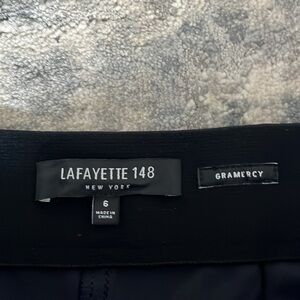 LAFAYETTE 148
NEW YORK
GRAMERCY
6
MADE IN
CHINA